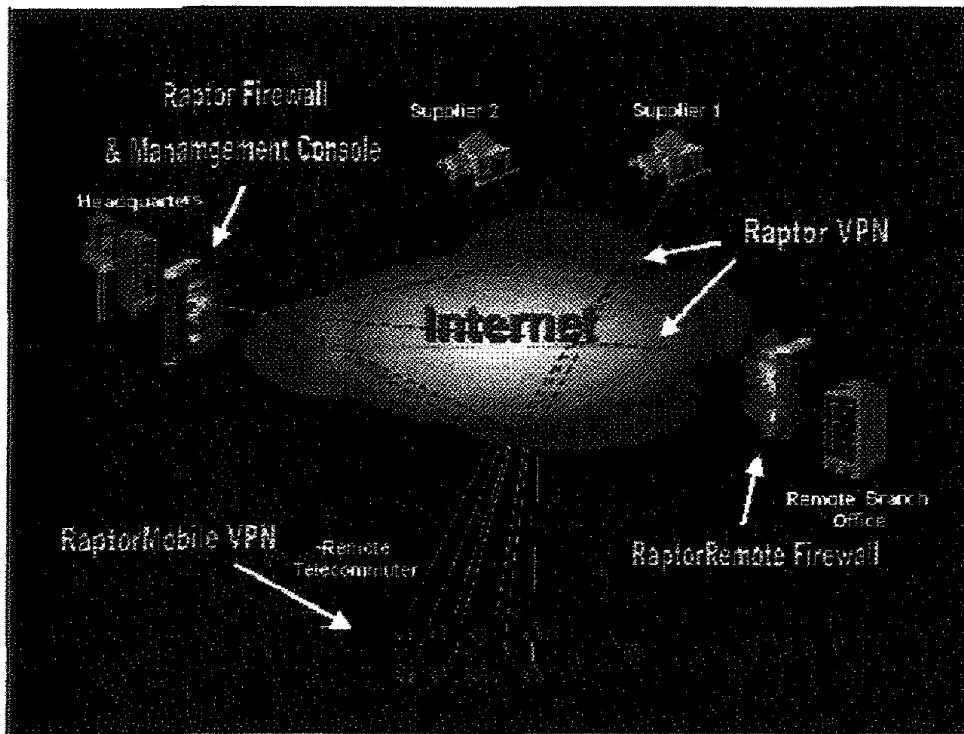 Raptor Firewall
& Manamgement Console
Supplier 2
Supplier 1
Headquarters
Raptor VPN
Internet
Remote Branch
Office
RaptorMobile VPN
-Remote
Telecommuter
RaptorRemote Firewall